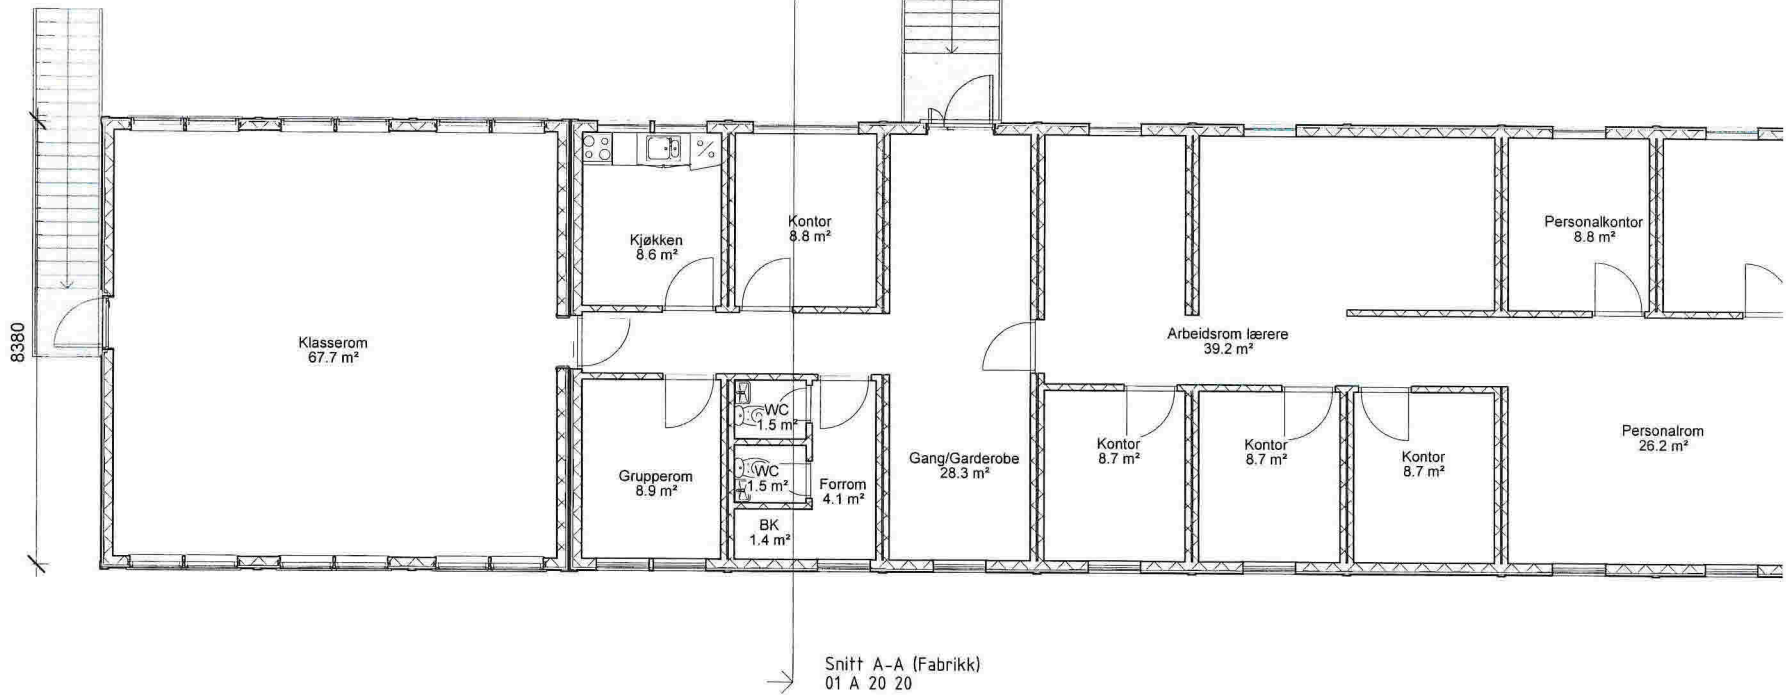 8380
Klasserom
67.7 m²
Kjøkken
8.6 m²
Kontor
8.8 m²
Grupperom
8.9 m²
WC
1.5 m²
WC
1.5 m²
BK
1.4 m²
Forrom
4.1 m²
Gang/Garderobe
28.3 m²
Arbeidsrom lærere
39.2 m²
Kontor
8.7 m²
Kontor
8.7 m²
Kontor
8.7 m²
Personalkontor
8.8 m²
Personalrom
26.2 m²
Snitt A-A (Fabrikk)
01 A 20 20